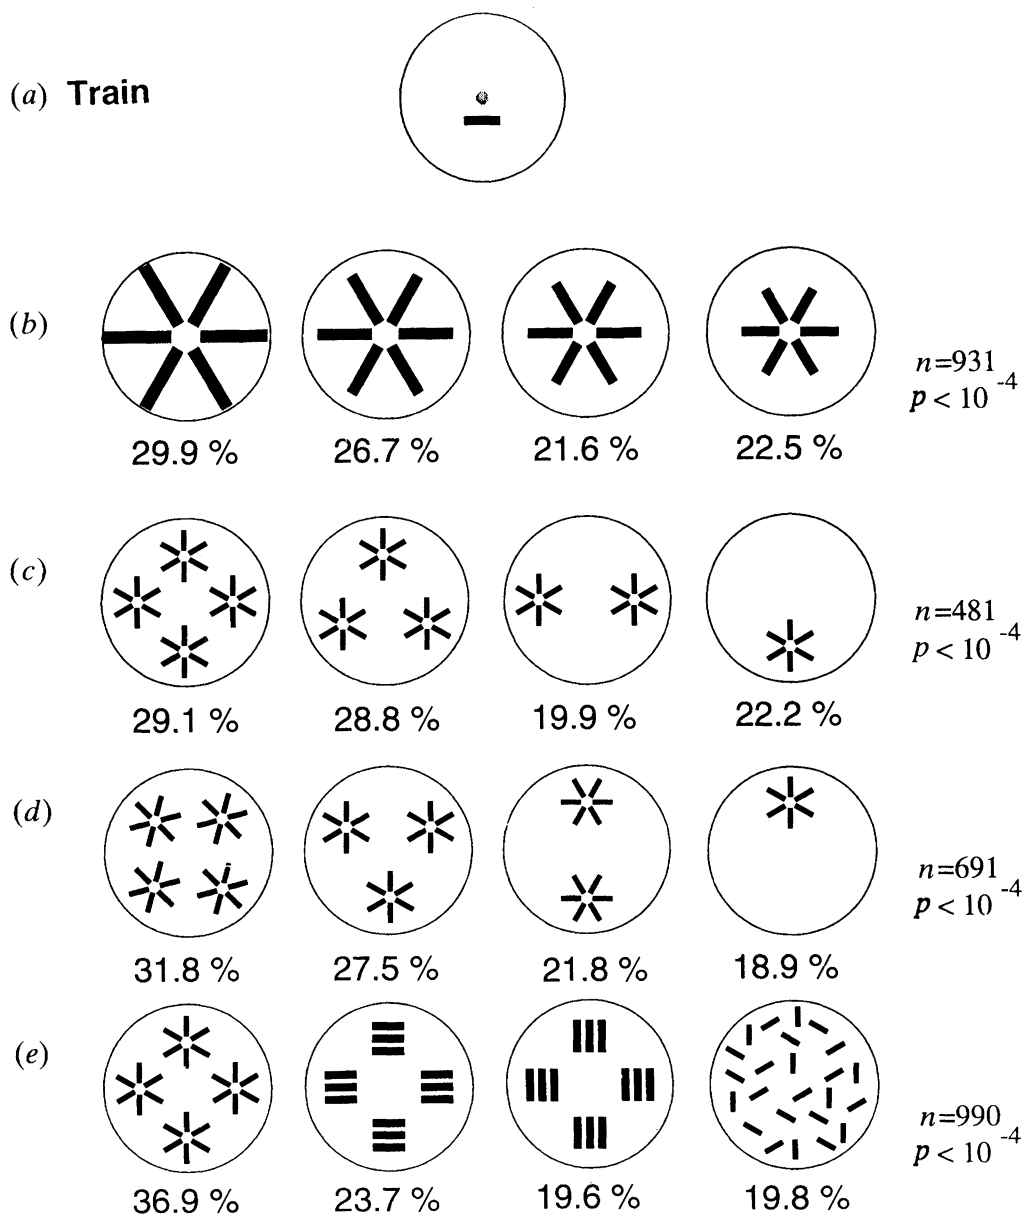 (a) Train
(b)
n=931
p < 10 -4
29.9 % 26.7 % 21.6 % 22.5 %
(c)
n=481
p < 10 -4
29.1 % 28.8 % 19.9 % 22.2 %
(d)
n=691
p < 10 -4
31.8 % 27.5 % 21.8 % 18.9 %
(e)
n=990
p < 10 -4
36.9 % 23.7 % 19.6 % 19.8 %